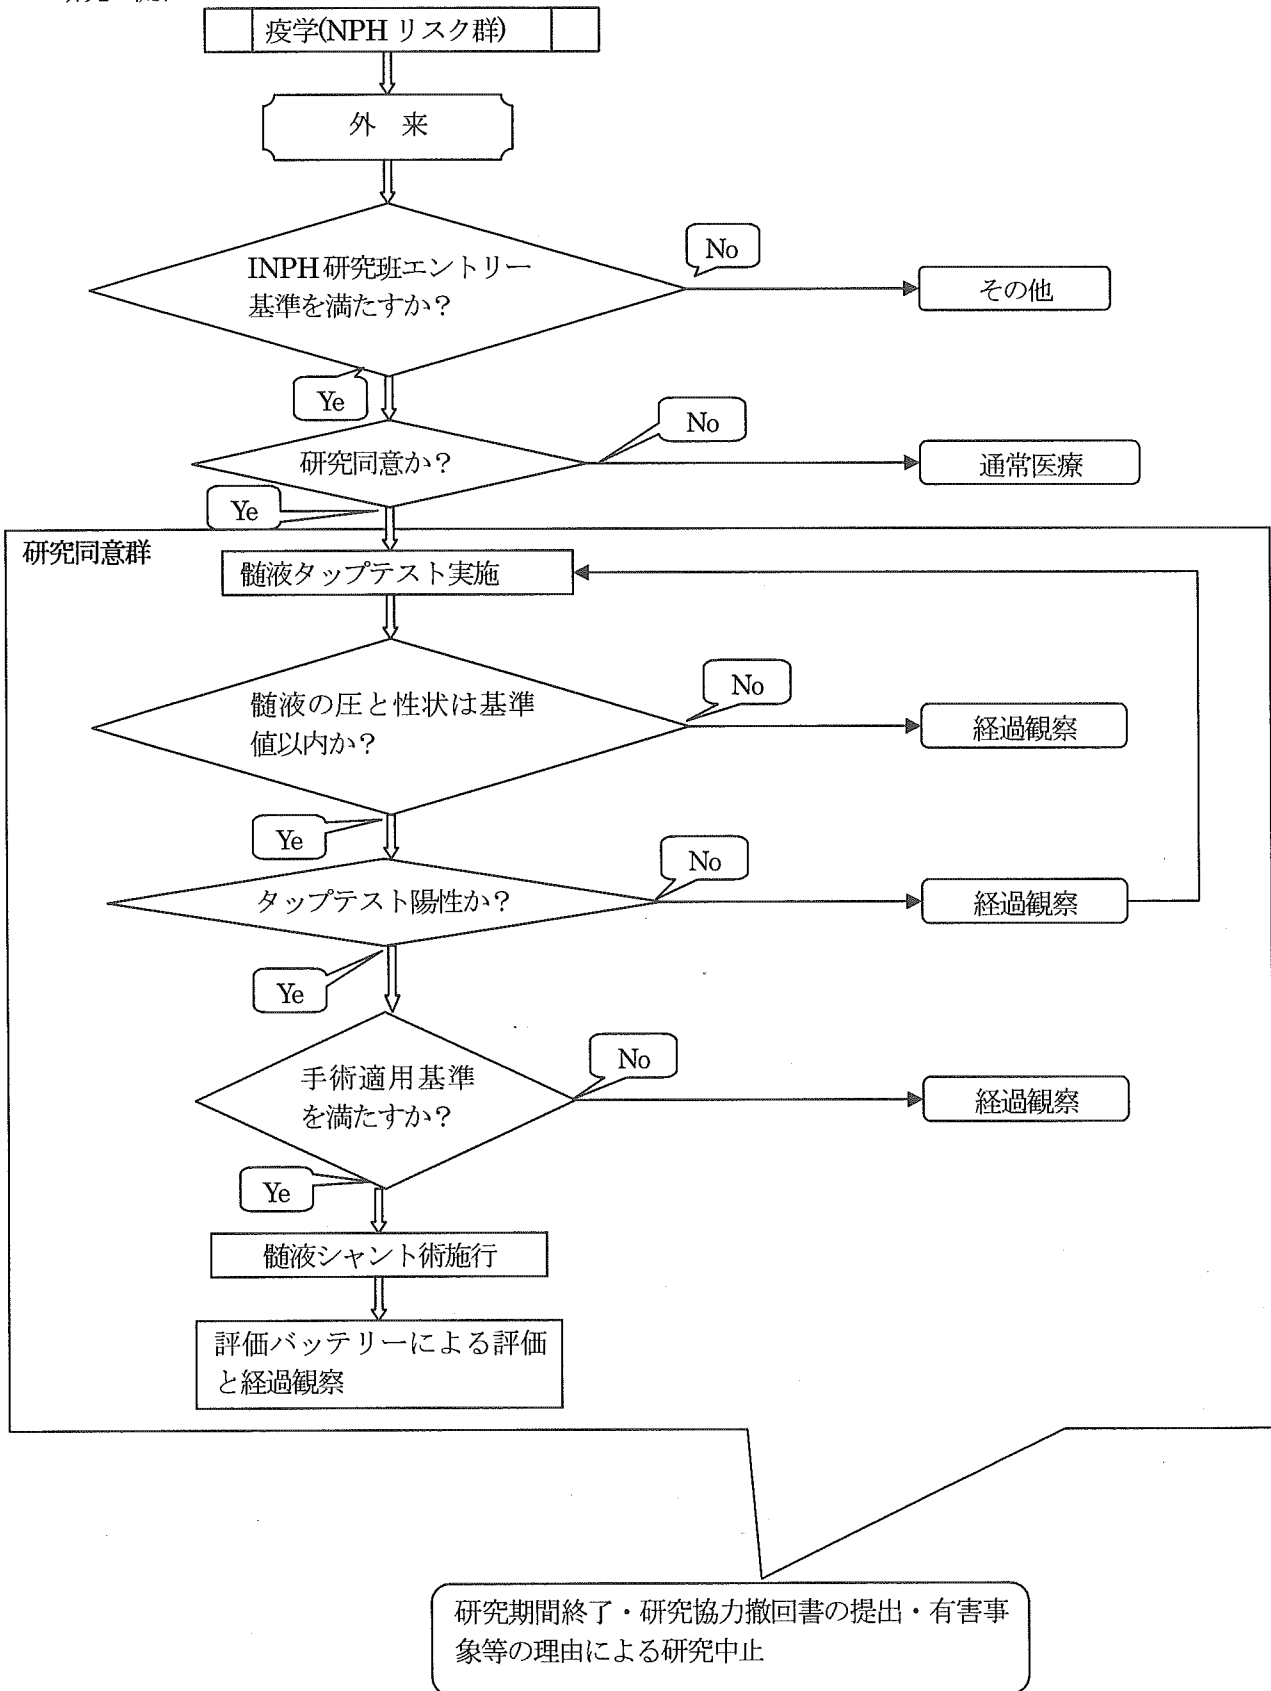 疫学(NPH リスク群)
外 来
INPH研究班エントリー
基準を満たすか？
No
その他
Ye
研究同意か？
No
通常医療
Ye
研究同意群
髄液タップテスト実施
髄液の圧と性状は基準
値以内か？
No
経過観察
Ye
タップテスト陽性か？
No
経過観察
Ye
手術適用基準
を満たすか？
No
経過観察
Ye
髄液シャント術施行
評価バッテリーによる評価
と経過観察
研究期間終了・研究協力撤回書の提出・有害事
象等の理由による研究中止